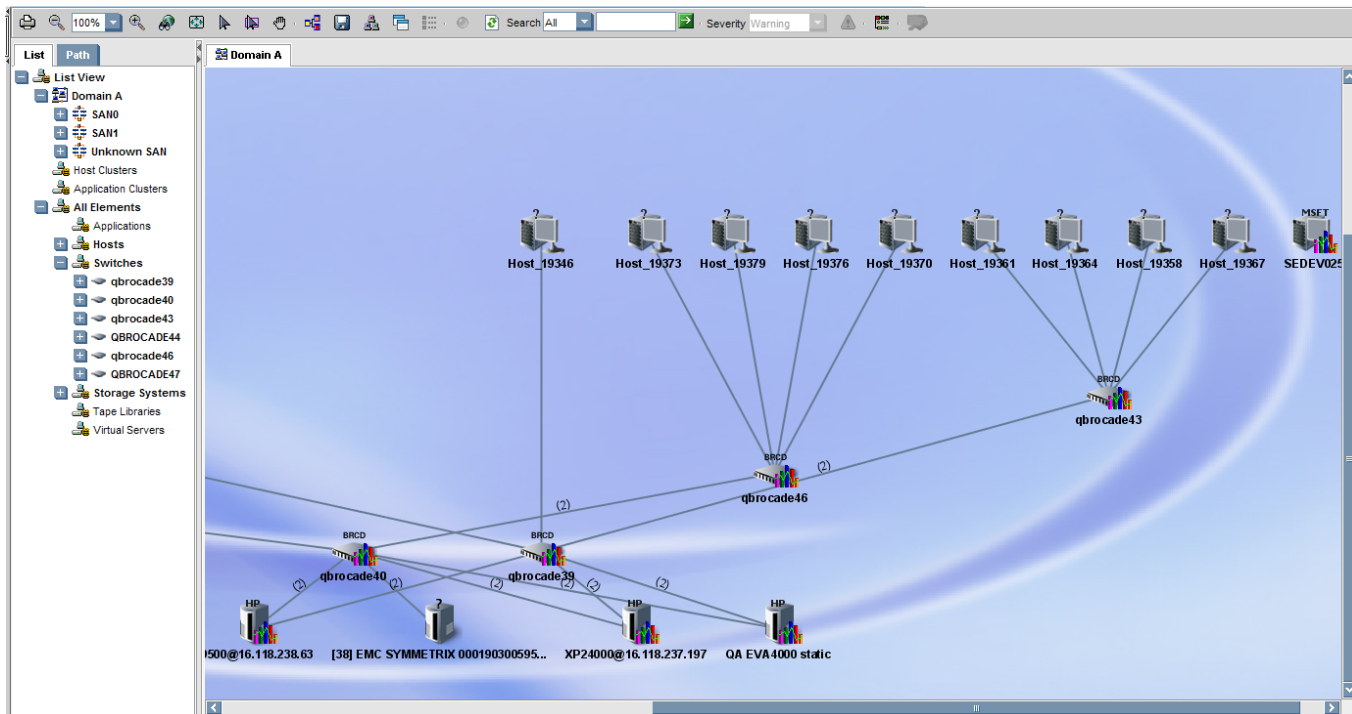 100% Search All Severity Warning
List Path
Domain A
List View
Domain A
SAN0
SAN1
Unknown SAN
Host Clusters
Application Clusters
All Elements
Applications
Hosts
Switches
qbrocade39
qbrocade40
qbrocade43
QBROCADE44
qbrocade46
QBROCADE47
Storage Systems
Tape Libraries
Virtual Servers
? ? ? ? ? ? ? ? ? MSFT
Host_19346 Host_19373 Host_19379 Host_19376 Host_19370 Host_19361 Host_19364 Host_19358 Host_19367 SEDEV025
BRCD
qbrocade43
BRCD (2)
qbrocade46
(2)
BRCD BRCD
qbrocade40 qbrocade39
(2) (2) (2) (2) (2) (2)
HP ? HP HP
500@16.118.238.63 [38] EMC SYMMETRIX 000190300595... XP24000@16.118.237.197 QA EVA4000 static